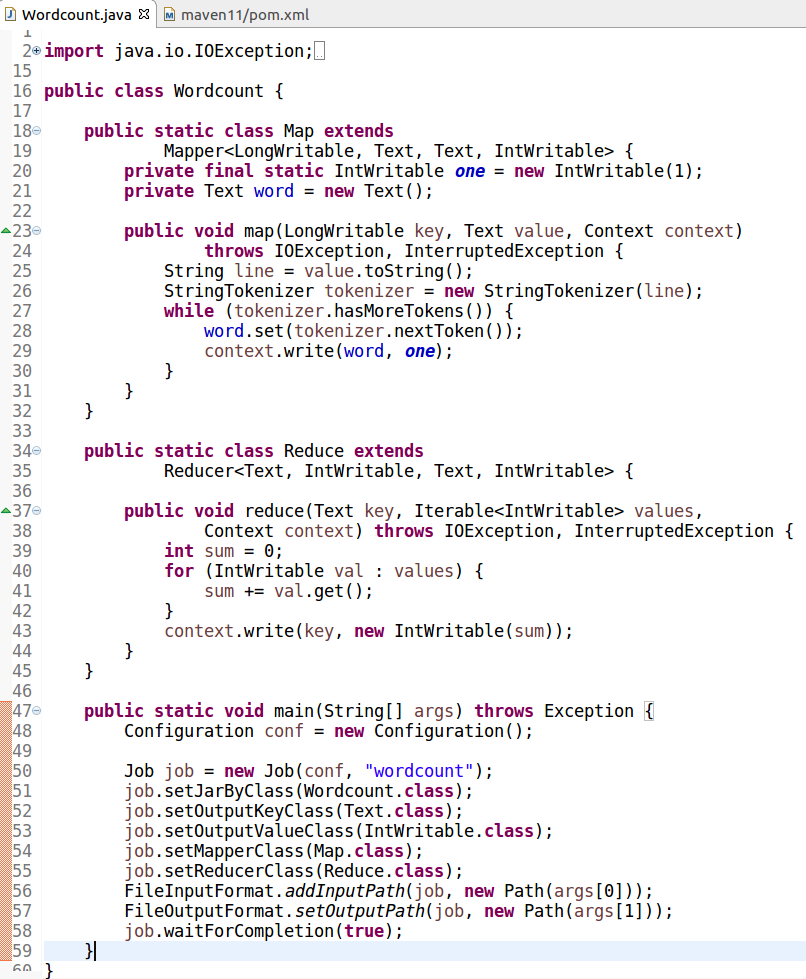 Wordcount.java maven11/pom.xml
1
2 import java.io.IOException;
15
16 public class Wordcount {
17
18     public static class Map extends
19             Mapper<LongWritable, Text, Text, IntWritable> {
20         private final static IntWritable one = new IntWritable(1);
21         private Text word = new Text();
22
23         public void map(LongWritable key, Text value, Context context)
24                 throws IOException, InterruptedException {
25             String line = value.toString();
26             StringTokenizer tokenizer = new StringTokenizer(line);
27             while (tokenizer.hasMoreTokens()) {
28                 word.set(tokenizer.nextToken());
29                 context.write(word, one);
30             }
31         }
32     }
33
34     public static class Reduce extends
35             Reducer<Text, IntWritable, Text, IntWritable> {
36
37         public void reduce(Text key, Iterable<IntWritable> values,
38                 Context context) throws IOException, InterruptedException {
39             int sum = 0;
40             for (IntWritable val : values) {
41                 sum += val.get();
42             }
43             context.write(key, new IntWritable(sum));
44         }
45     }
46
47     public static void main(String[] args) throws Exception {
48         Configuration conf = new Configuration();
49
50         Job job = new Job(conf, "wordcount");
51         job.setJarByClass(Wordcount.class);
52         job.setOutputKeyClass(Text.class);
53         job.setOutputValueClass(IntWritable.class);
54         job.setMapperClass(Map.class);
55         job.setReducerClass(Reduce.class);
56         FileInputFormat.addInputPath(job, new Path(args[0]));
57         FileOutputFormat.setOutputPath(job, new Path(args[1]));
58         job.waitForCompletion(true);
59     }
60 }